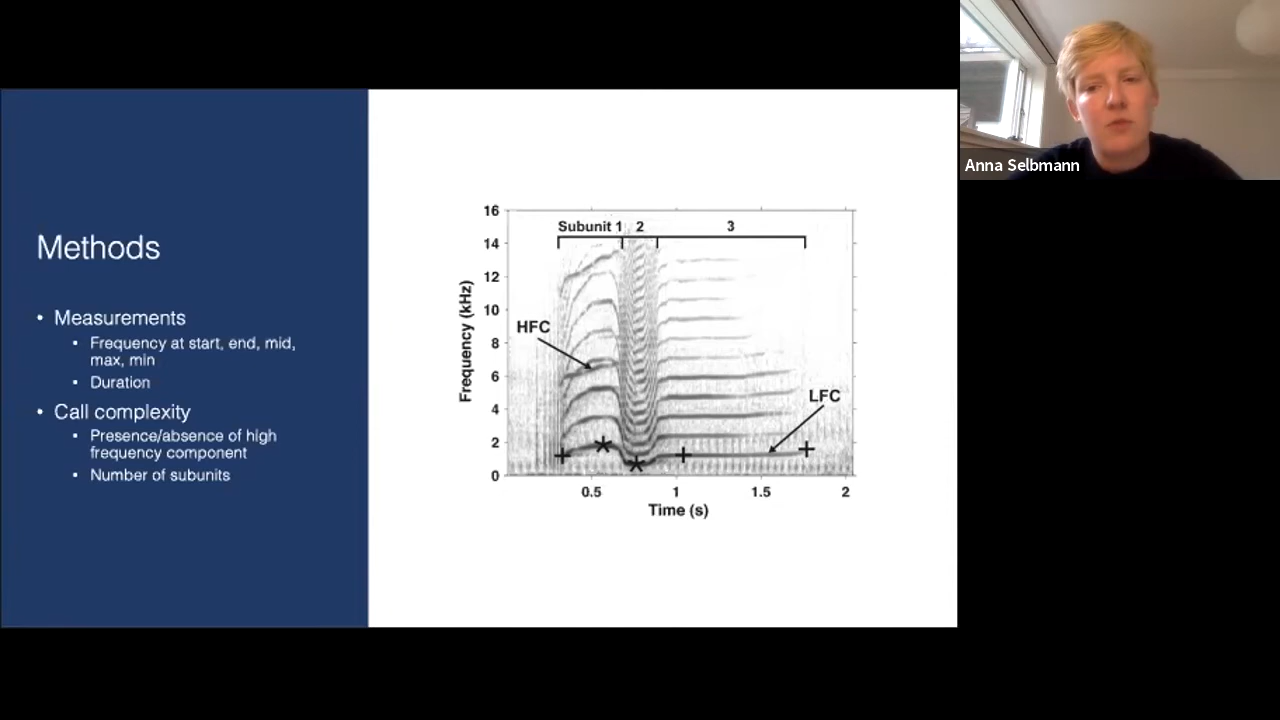 Methods
• Measurements
• Frequency at start, end, mid,
max, min
• Duration
• Call complexity
• Presence/absence of high
frequency component
• Number of subunits
16
14
12
10
8
6
4
2
0
Frequency (kHz)
Subunit 1 2 3
HFC
LFC
0.5 1 1.5 2
Time (s)
Anna Selbmann